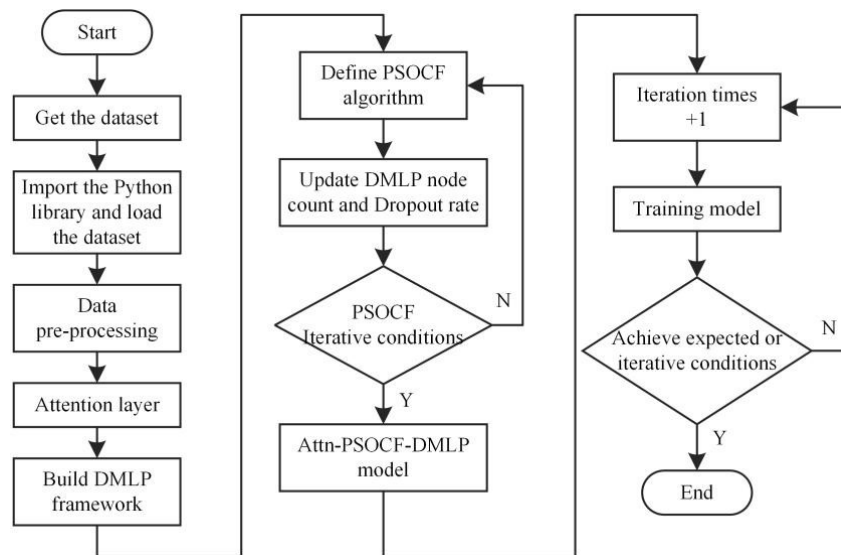 Start
Get the dataset
Import the Python
library and load
the dataset
Data
pre-processing
Attention layer
Build DMLP
framework
Define PSOCF
algorithm
Update DMLP node
count and Dropout rate
PSOCF
Iterative conditions
N
Y
Attn-PSOCF-DMLP
model
Iteration times
+1
Training model
Achieve expected or
iterative conditions
N
Y
End